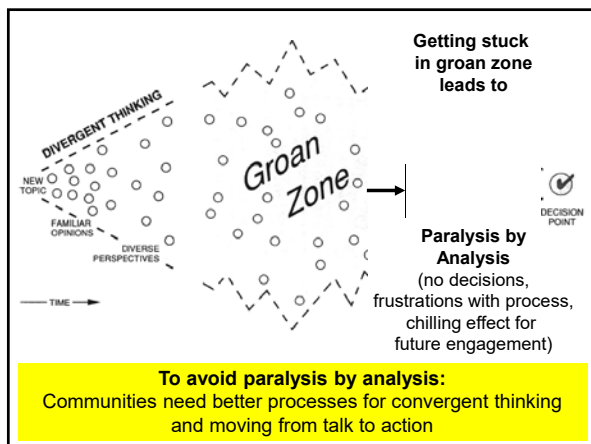 Getting stuck
in groan zone
leads to
DIVERGENT THINKING
NEW
TOPIC
FAMILIAR
OPINIONS
DIVERSE
PERSPECTIVES
Groan
Zone
DECISION
POINT
TIME
Paralysis by
Analysis
(no decisions,
frustrations with process,
chilling effect for
future engagement)
To avoid paralysis by analysis:
Communities need better processes for convergent thinking
and moving from talk to action